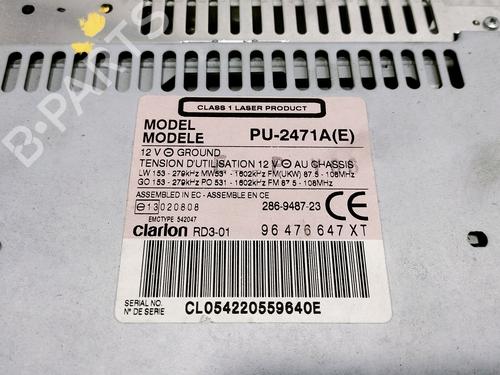 CLASS 1 LASER PRODUCT
MODEL
MODELE
PU-2471A(E)
12 V ⊖ GROUND
TENSION D'UTILISATION 12 V ⊖ AU CHASSIS
LW 153 - 279kHz MW531 - 1602kHz FM(UKW) 87.5 - 108MHz
GO 153 - 279kHz PO 531 - 1602kHz FM 87.5 - 108MHz
ASSEMBLED IN EC - ASSEMBLE EN CE
13 020808
286-9487-23
CE
EMCTYPE 542047
Clarion RD3-01
96 476 647 XT
SERIAL NO.
N° DE SERIE
CL054220559640E
B-PARTS